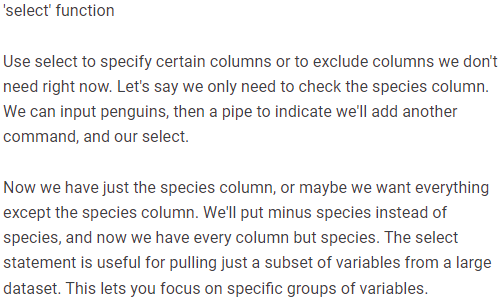 'select' function
Use select to specify certain columns or to exclude columns we don't
need right now. Let's say we only need to check the species column.
We can input penguins, then a pipe to indicate we'll add another
command, and our select.
Now we have just the species column, or maybe we want everything
except the species column. We'll put minus species instead of
species, and now we have every column but species. The select
statement is useful for pulling just a subset of variables from a large
dataset. This lets you focus on specific groups of variables.